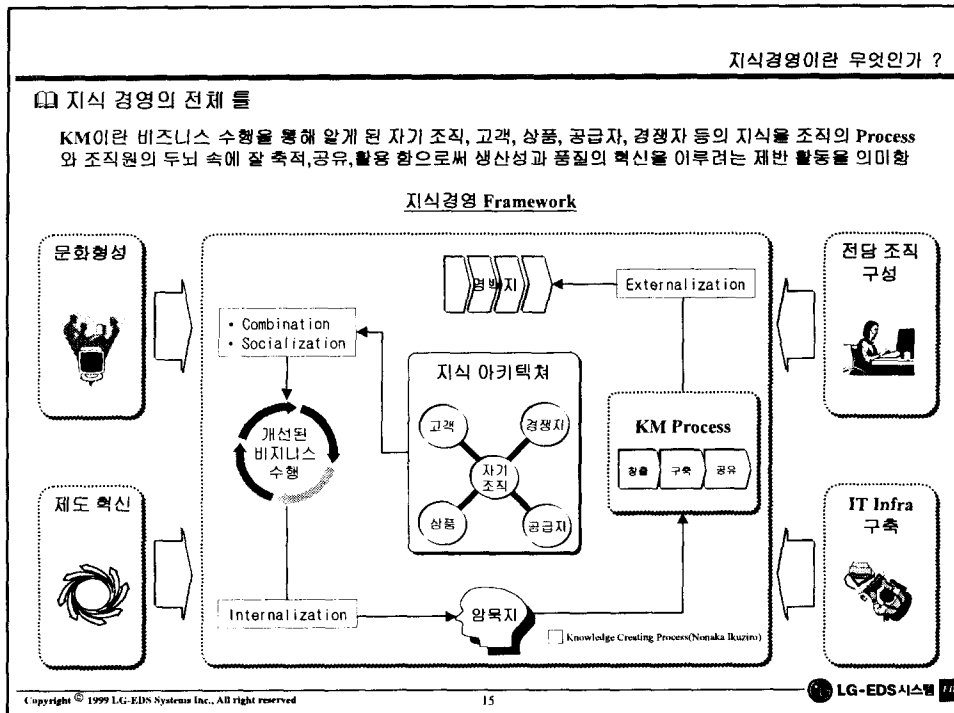 지식경영이란 무엇인가 ?
지식 경영의 전체 틀
KM이란 비즈니스 수행을 통해 알게 된 자기 조직, 고객, 상품, 공급자, 경쟁자 등의 지식을 조직의 Process
와 조직원의 두뇌 속에 잘 축적,공유,활용 함으로써 생산성과 품질의 혁신을 이루려는 제반 활동을 의미함
지식경영 Framework
문화형성
제도 혁신
• Combination
• Socialization
개선된
비지니스
수행
Internalization
명백지
Externalization
지식 아키텍쳐
고객
경쟁자
자기
조직
상품
공급자
KM Process
창출
구축
공유
암묵지
Knowledge Creating Process(Nonaka Ikuziro)
전담 조직
구성
IT Infra
구축
Copyright © 1999 LG-EDS Systems Inc., All right reserved
15
LG-EDS시스템